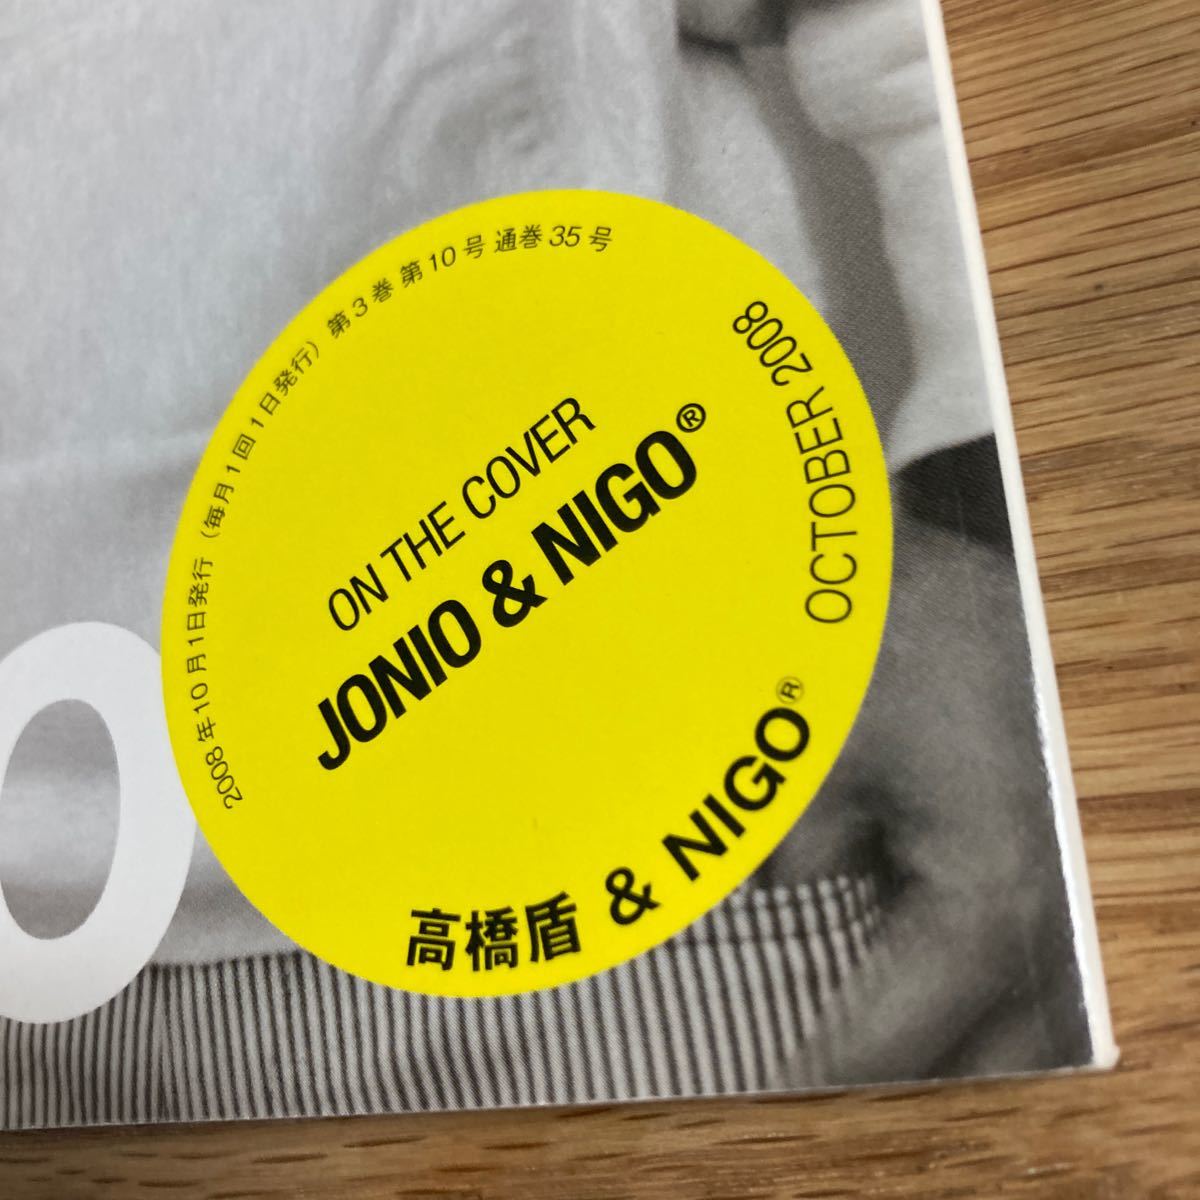 2008年10月1日発行（毎月1回1日発行）第3巻 第10号 通巻35号
OCTOBER 2008
ON THE COVER
JONIO & NIGO®
高橋盾 & NIGO®
O